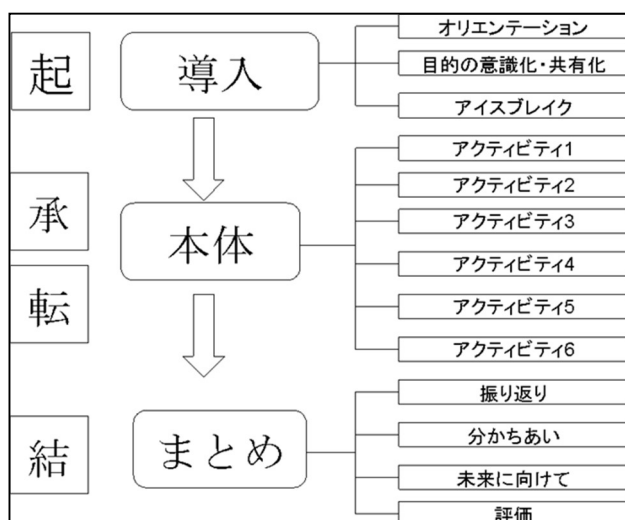 起
導入
オリエンテーション
目的の意識化・共有化
アイスブレイク
承
転
本体
アクティビティ1
アクティビティ2
アクティビティ3
アクティビティ4
アクティビティ5
アクティビティ6
結
まとめ
振り返り
分かちあい
未来に向けて
評価